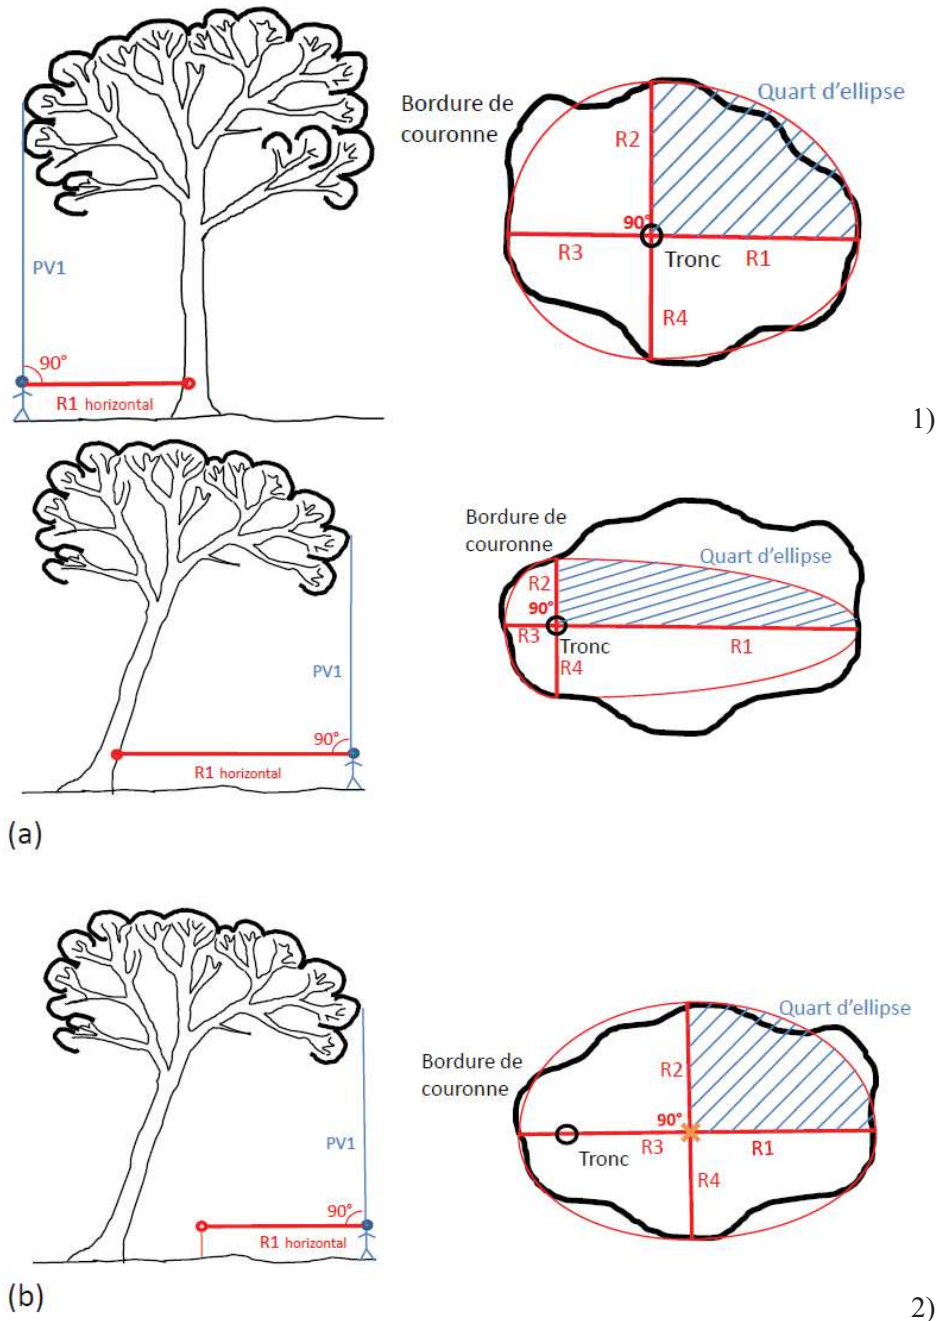 PV1
90°
R1 horizontal
Bordure de
couronne
Quart d'ellipse
R2
90°
R3
Tronc
R1
R4
1)
PV1
90°
R1 horizontal
Bordure de
couronne
Quart d'ellipse
R2
90°
R3
Tronc
R1
R4
(a)
PV1
90°
R1 horizontal
Bordure de
couronne
Quart d'ellipse
R2
90°
Tronc
R3
R1
R4
(b)
2)